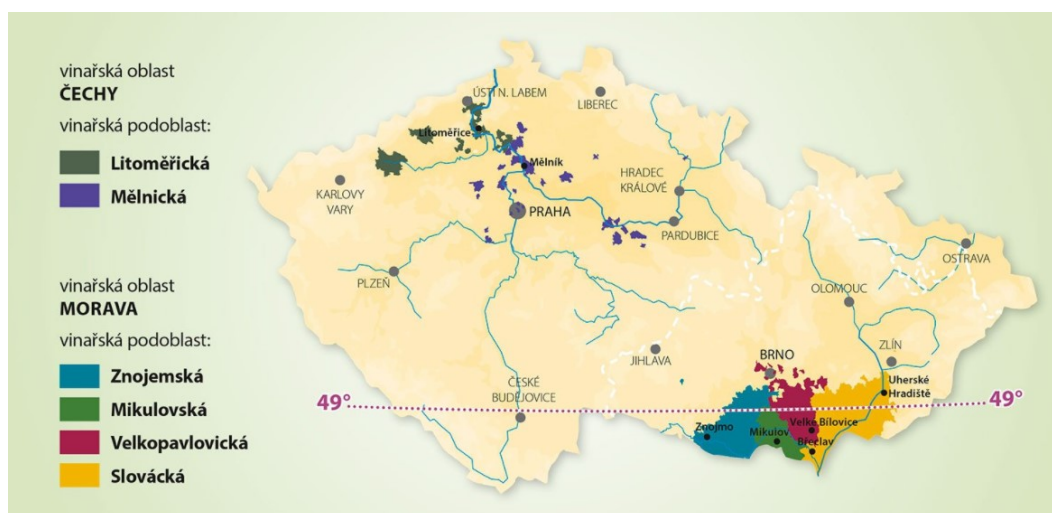 vinařská oblast
ČECHY
vinařská podoblast:
Litoměřická
Mělnická
vinařská oblast
MORAVA
vinařská podoblast:
Znojemská
Mikulovská
Velkopavlovická
Slovácká
ÚSTÍ N. LABEM
LIBEREC
Litoměřice
Mělník
KARLOVY
VARY
HRADEC
KRÁLOVÉ
PRAHA
PARDUBICE
OSTRAVA
PLZEŇ
OLOMOUC
JIHLAVA
BRNO
ZLÍN
ČESKÉ
BUDĚJOVICE
Uherské
Hradiště
49°
49°
Znojmo
Mikulov
Velké Bílovice
Břeclav